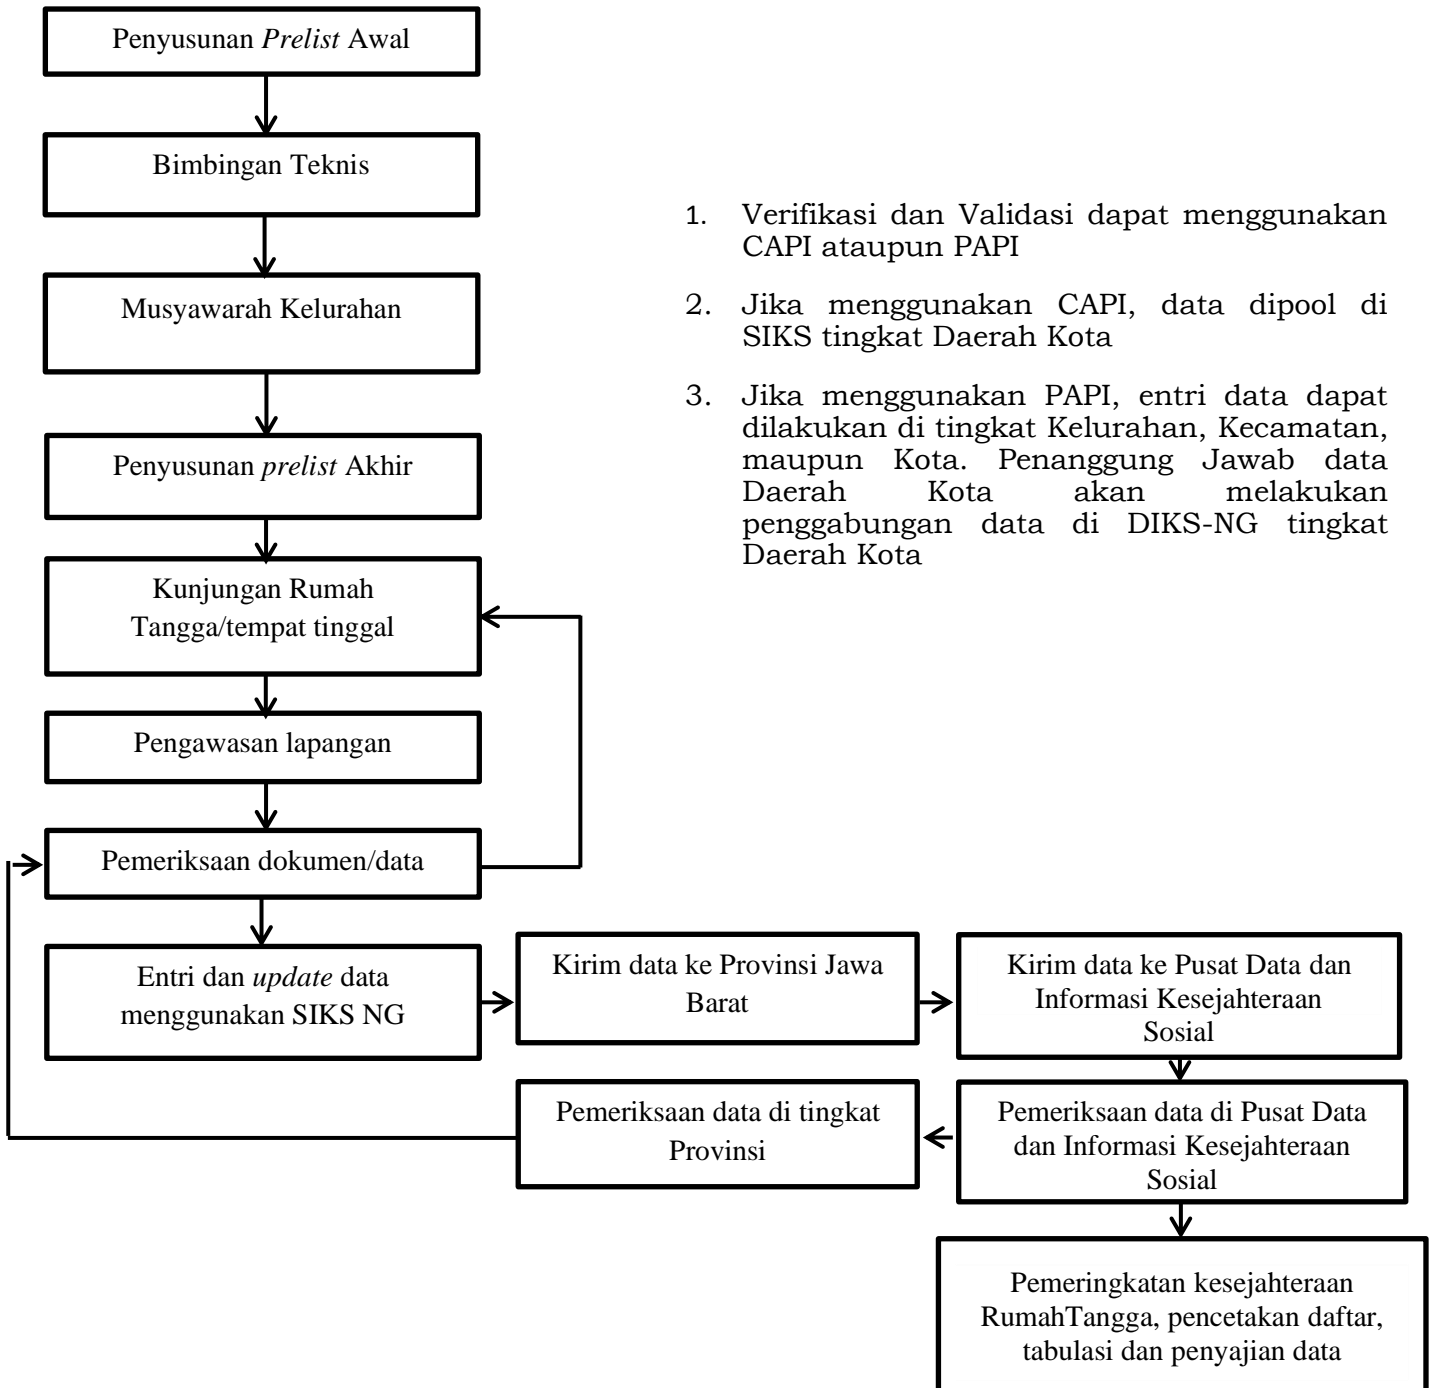 Penyusunan Prelist Awal
Bimbingan Teknis
Musyawarah Kelurahan
Penyusunan prelist Akhir
Kunjungan Rumah
Tangga/tempat tinggal
Pengawasan lapangan
Pemeriksaan dokumen/data
Entri dan update data
menggunakan SIKS NG
Kirim data ke Provinsi Jawa
Barat
Kirim data ke Pusat Data dan
Informasi Kesejahteraan
Sosial
Pemeriksaan data di tingkat
Provinsi
Pemeriksaan data di Pusat Data
dan Informasi Kesejahteraan
Sosial
Pemeringkatan kesejahteraan
RumahTangga, pencetakan daftar,
tabulasi dan penyajian data
1. Verifikasi dan Validasi dapat menggunakan
CAPI ataupun PAPI
2. Jika menggunakan CAPI, data dipool di
SIKS tingkat Daerah Kota
3. Jika menggunakan PAPI, entri data dapat
dilakukan di tingkat Kelurahan, Kecamatan,
maupun Kota. Penanggung Jawab data
Daerah Kota akan melakukan
penggabungan data di DIKS-NG tingkat
Daerah Kota